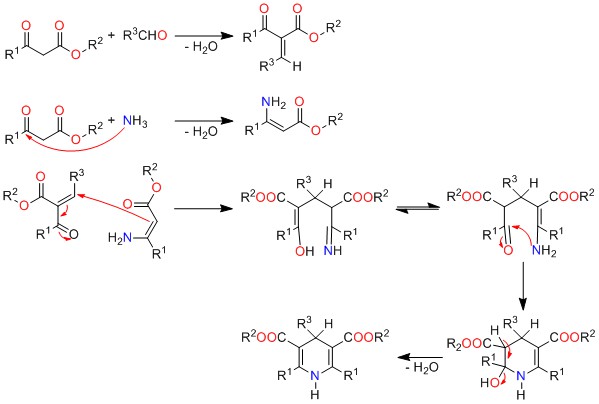 O O O O
R¹ O R² + R³CHO R¹ O R²
- H₂O
R³ H
NH₂ O
O O + NH₃ R¹ O R²
R¹ O R²
- H₂O
R³ R²
R² O O O
O R³ H R³ H
R²OOC COOR² R²OOC COOR²
R¹ O H₂N R¹
R¹ R¹ R¹ R¹
OH NH O NH₂
R³ H
R³ H H
R²OOC COOR² R₂OOC COOR²
R¹
R¹ N R¹ HO N R¹
H - H₂O H